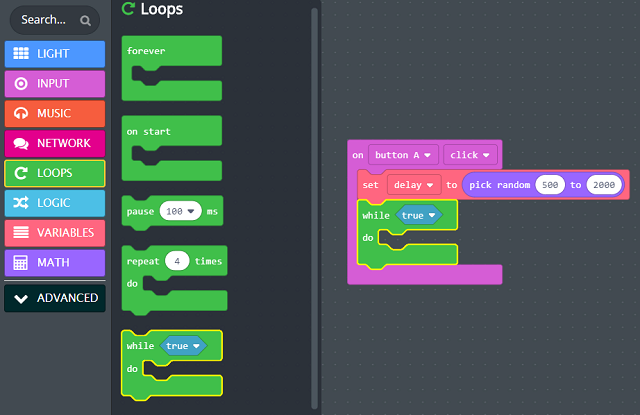 Search...
LIGHT
INPUT
MUSIC
NETWORK
LOOPS
LOGIC
VARIABLES
MATH
ADVANCED
Loops
forever
on start
pause 100 ms
repeat 4 times
do
while true
do
on button A click
set delay to pick random 500 to 2000
while true
do